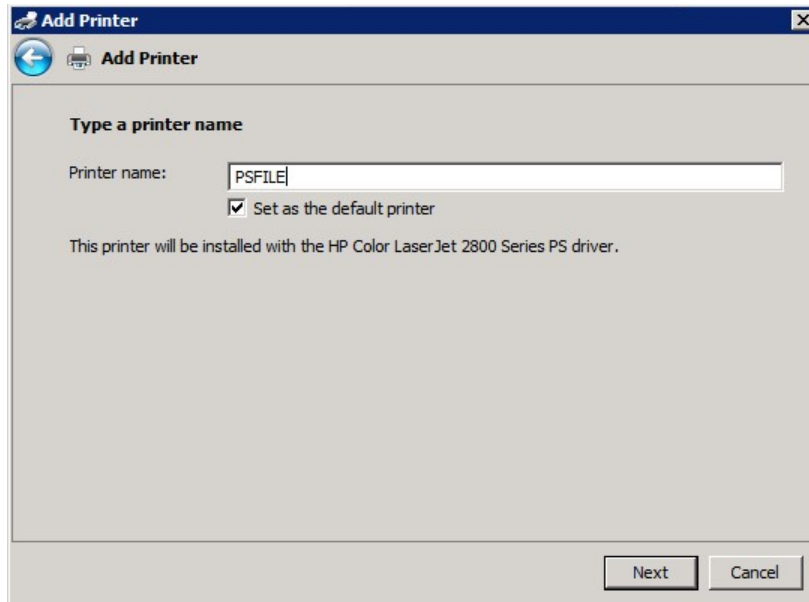 Add Printer
Add Printer
Type a printer name
Printer name: PSFILE
Set as the default printer
This printer will be installed with the HP Color LaserJet 2800 Series PS driver.
Next Cancel